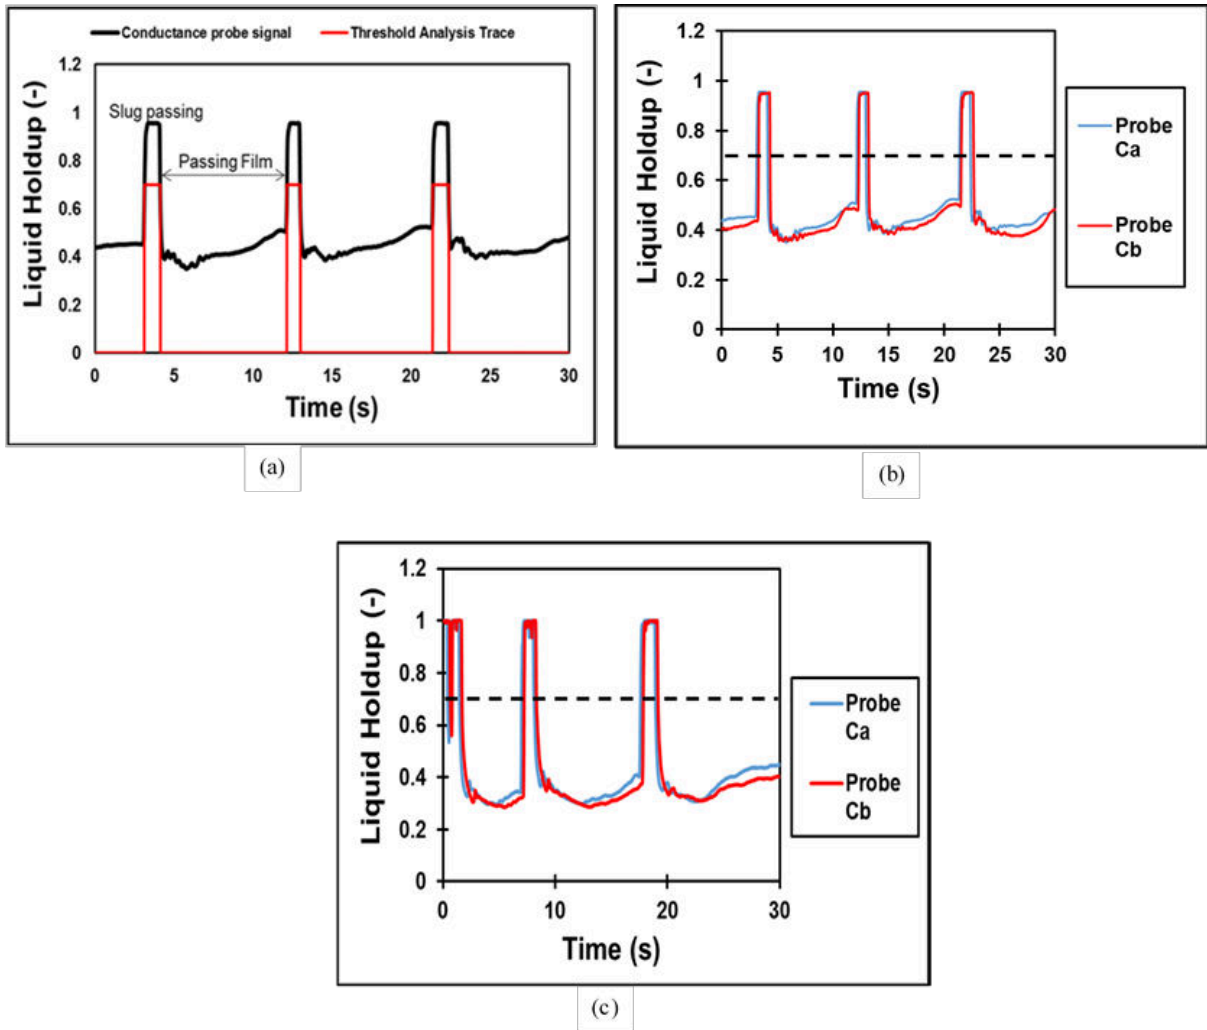 Conductance probe signal Threshold Analysis Trace
Liquid Holdup (-)
1.2
1
0.8
0.6
0.4
0.2
0
Slug passing
Passing Film
0 5 10 15 20 25 30
Time (s)
(a)
Liquid Holdup (-)
1.2
1
0.8
0.6
0.4
0.2
0
0 5 10 15 20 25 30
Time (s)
Probe
Ca
Probe
Cb
(b)
Liquid Holdup (-)
1.2
1
0.8
0.6
0.4
0.2
0
0 10 20 30
Time (s)
Probe
Ca
Probe
Cb
(c)